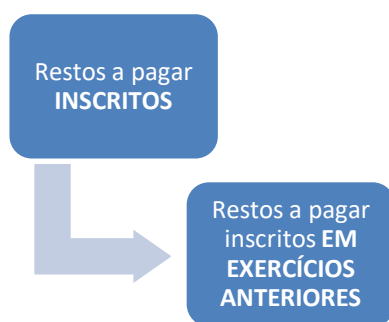 Restos a pagar
INSCRITOS
Restos a pagar
inscritos EM
EXERCÍCIOS
ANTERIORES